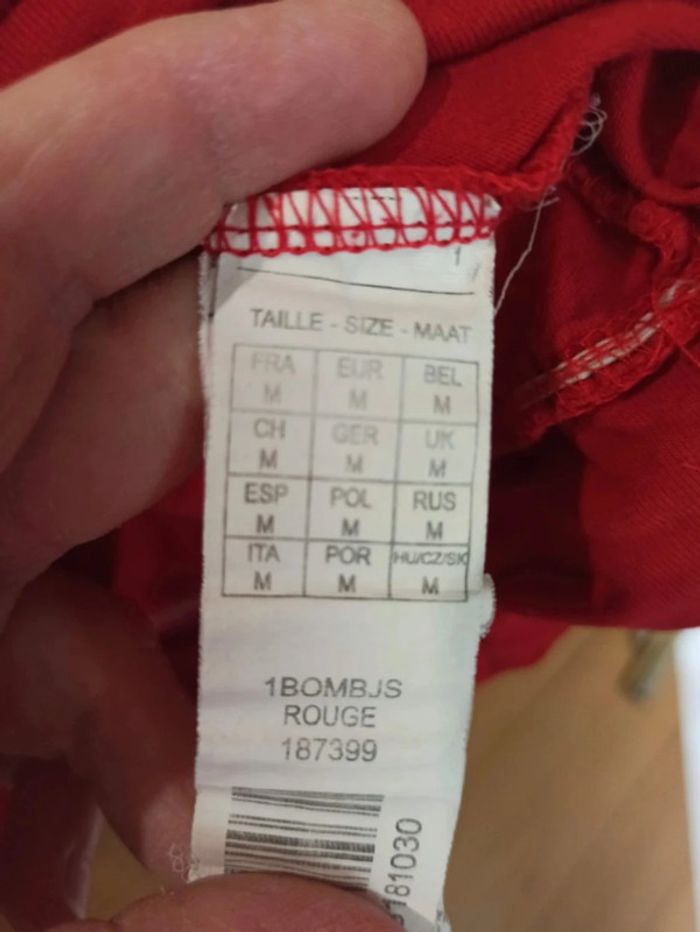 1
TAILLE - SIZE - MAAT
FRA EUR BEL
M M M
CH GER UK
M M M
ESP POL RUS
M M M
ITA POR HU/CZ/SK
M M M
1BOMBJS
ROUGE
187399
181030